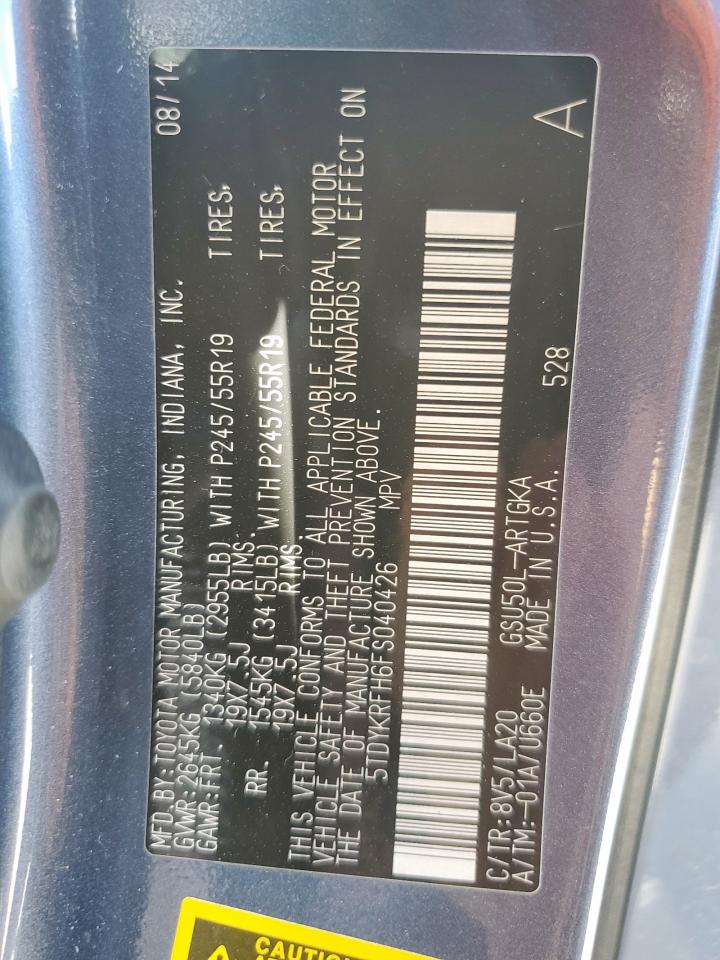 MFD. BY: TOYOTA MOTOR MANUFACTURING, INDIANA, INC. 08/14
GVWR:2645KG (5840LB)
GAWR:FRT. 1340KG (2955LB) WITH P245/55R19 TIRES,
19X7.5J RIMS.
RR. 1545KG (3415LB) WITH P245/55R19 TIRES,
19X7.5J RIMS.
THIS VEHICLE CONFORMS TO ALL APPLICABLE FEDERAL MOTOR
VEHICLE SAFETY AND THEFT PREVENTION STANDARDS IN EFFECT ON
THE DATE OF MANUFACTURE SHOWN ABOVE.
5TDYKRFH6FS040426 MPV
C/TR:8V5/LA20 GSU50L-ARTGKA 528 A
A/TM:-01A/U660E MADE IN U.S.A.
CAUTION